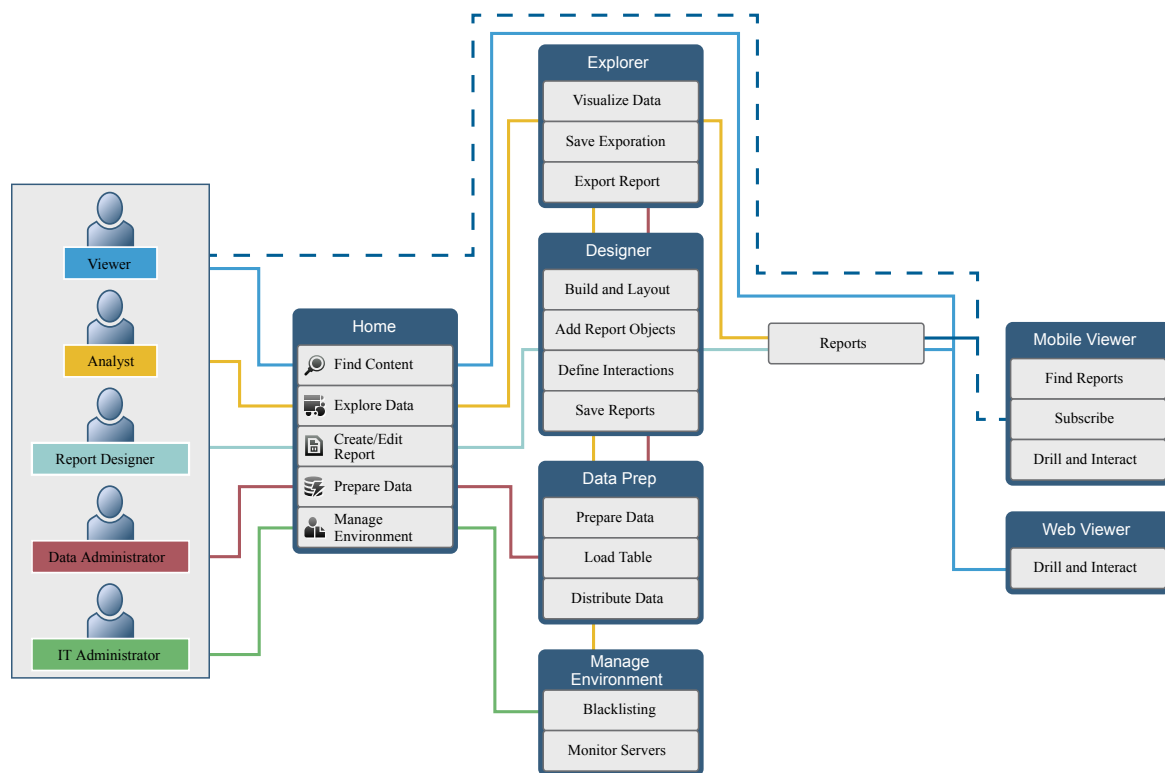 Viewer
Analyst
Report Designer
Data Administrator
IT Administrator
Home
Find Content
Explore Data
Create/Edit
Report
Prepare Data
Manage
Environment
Explorer
Visualize Data
Save Exporation
Export Report
Designer
Build and Layout
Add Report Objects
Define Interactions
Save Reports
Data Prep
Prepare Data
Load Table
Distribute Data
Manage
Environment
Blacklisting
Monitor Servers
Reports
Mobile Viewer
Find Reports
Subscribe
Drill and Interact
Web Viewer
Drill and Interact